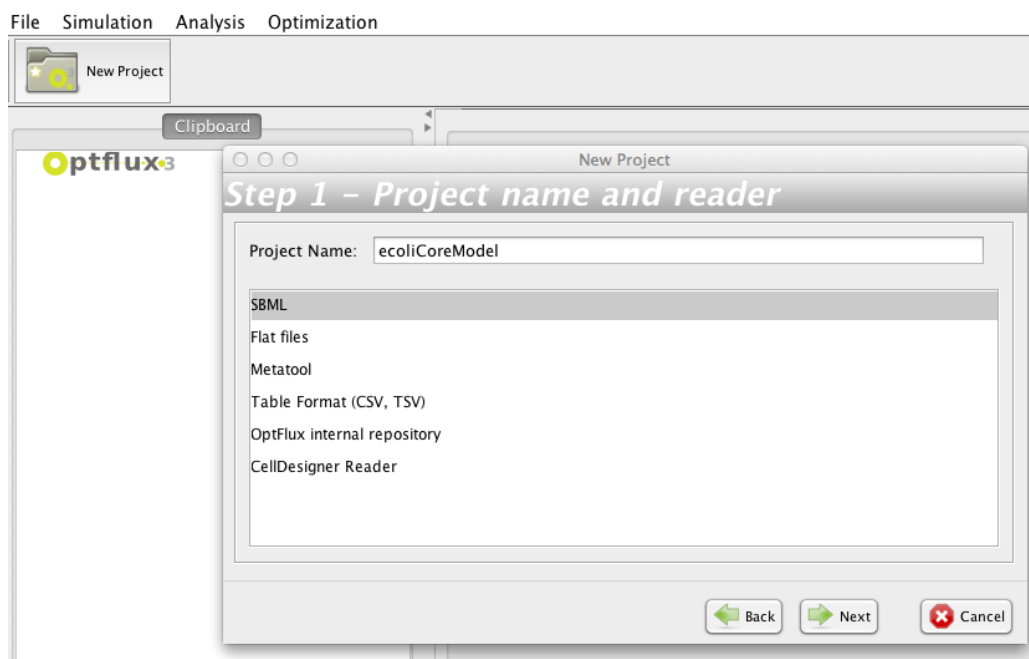 File Simulation Analysis Optimization
New Project
Clipboard
Optflux3
New Project
Step 1 – Project name and reader
Project Name: ecoliCoreModel
SBML
Flat files
Metatool
Table Format (CSV, TSV)
OptFlux internal repository
CellDesigner Reader
Back Next Cancel